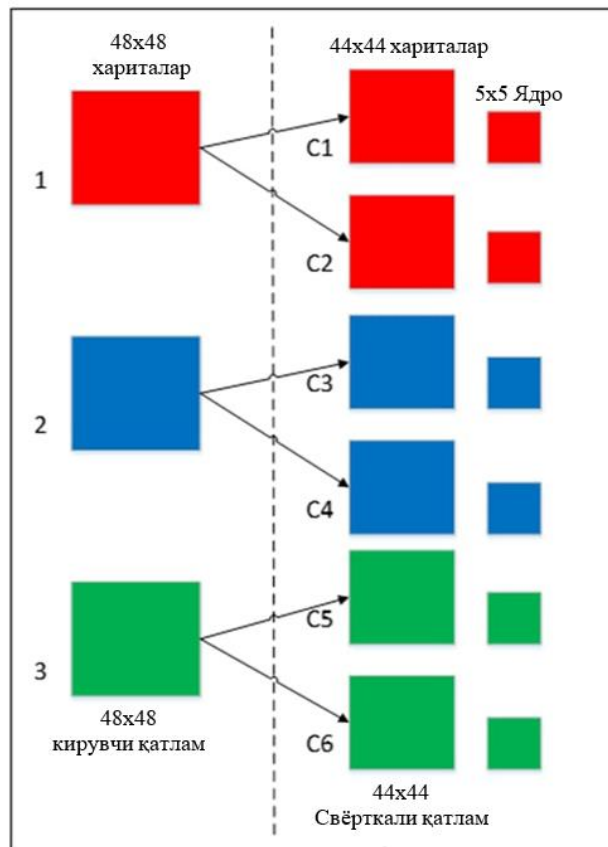 48x48
хариталар
44x44 хариталар
5x5 Ядро
C1
1
C2
C3
2
C4
C5
3
C6
48x48
кирувчи қатлам
44x44
Свёрткали қатлам